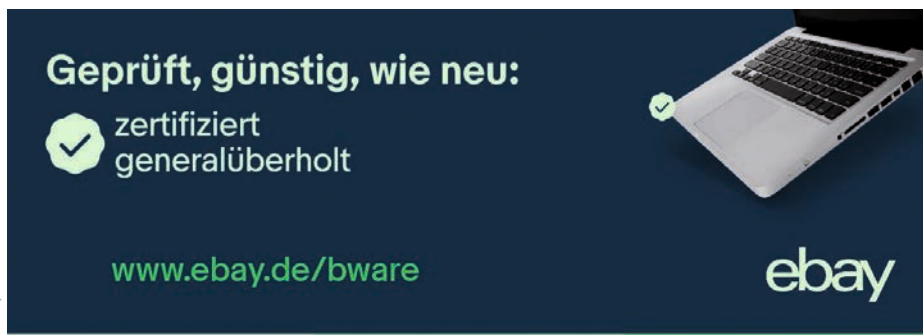 Geprüft, günstig, wie neu:
zertifiziert
generalüberholt
www.ebay.de/bware
ebay